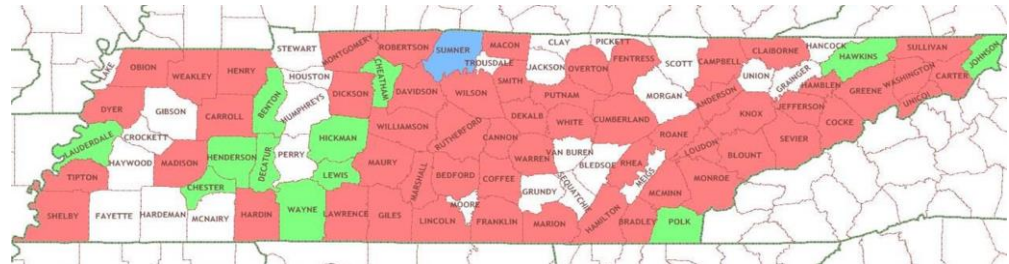 STEWART
MONTGOMERY
ROBERTSON
SUMNER
MACON
CLAY
PICKETT
TROUSDALE
LAKE
OBION
WEAKLEY
HENRY
HOUSTON
CHEATHAM
JACKSON
OVERTON
FENTRESS
SCOTT
CAMPBELL
CLAIBORNE
HANCOCK
HAWKINS
SULLIVAN
JOHNSON
DYER
GIBSON
CARROLL
BENTON
HUMPHREYS
DICKSON
DAVIDSON
WILSON
SMITH
PUTNAM
MORGAN
ANDERSON
UNION
GRAINGER
HAMBLEN
GREENE
WASHINGTON
CARTER
UNICOI
LAUDERDALE
CROCKETT
HAYWOOD
MADISON
HENDERSON
DECATUR
PERRY
HICKMAN
WILLIAMSON
RUTHERFORD
CANNON
DEKALB
WHITE
CUMBERLAND
ROANE
KNOX
JEFFERSON
COCKE
SEVIER
TIPTON
CHESTER
LEWIS
MAURY
MARSHALL
BEDFORD
COFFEE
WARREN
VAN BUREN
BLEDSOE
RHEA
MEIGS
LOUDON
BLOUNT
MONROE
SHELBY
FAYETTE
HARDEMAN
MCNAIRY
HARDIN
WAYNE
LAWRENCE
GILES
LINCOLN
MOORE
FRANKLIN
GRUNDY
SEQUATCHIE
MARION
HAMILTON
BRADLEY
MCMINN
POLK